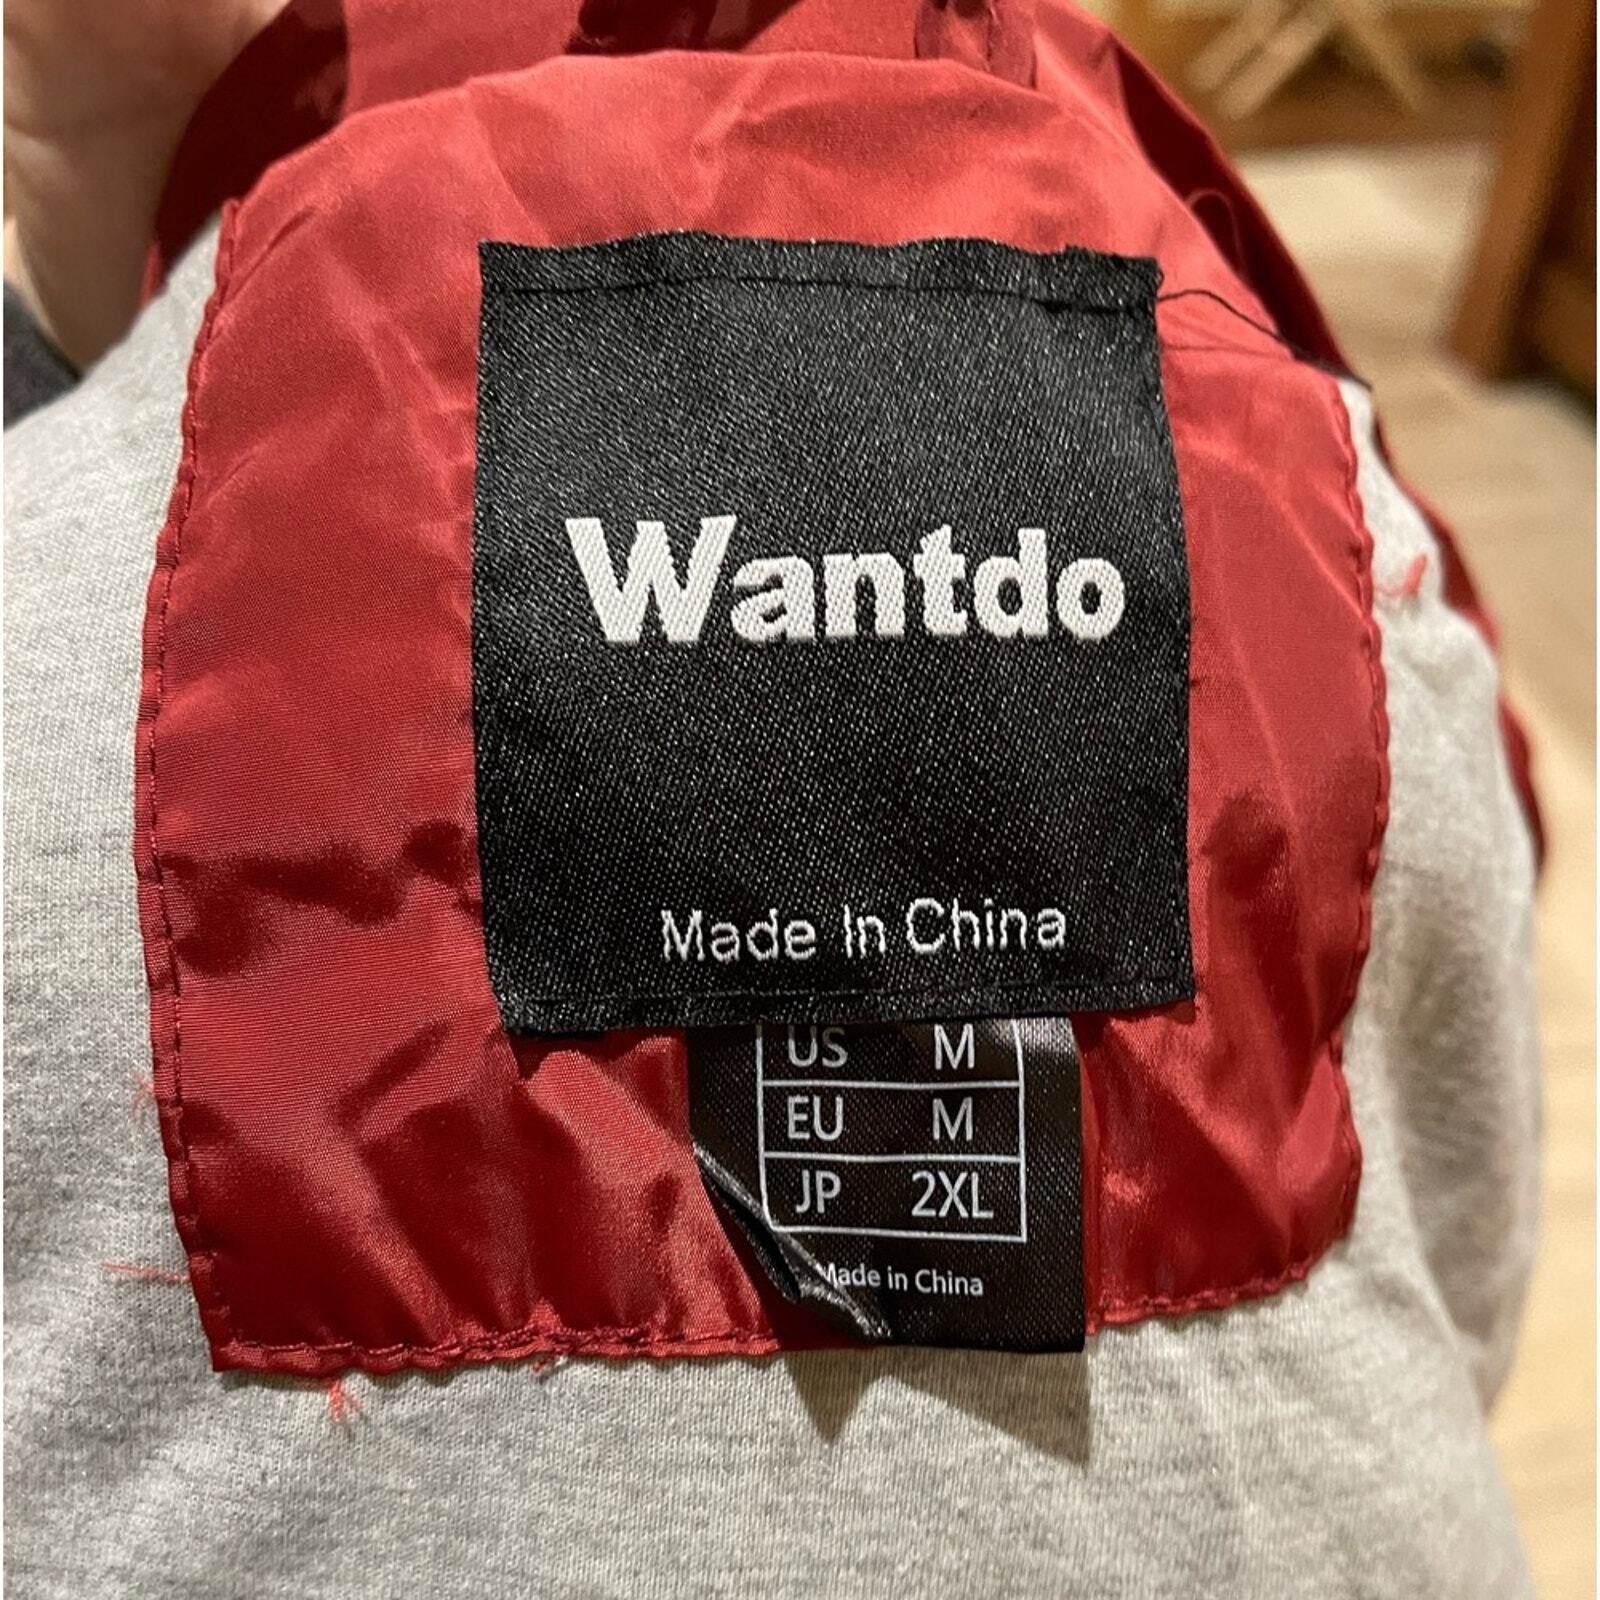 Wantdo
Made In China
US M
EU M
JP 2XL
Made in China